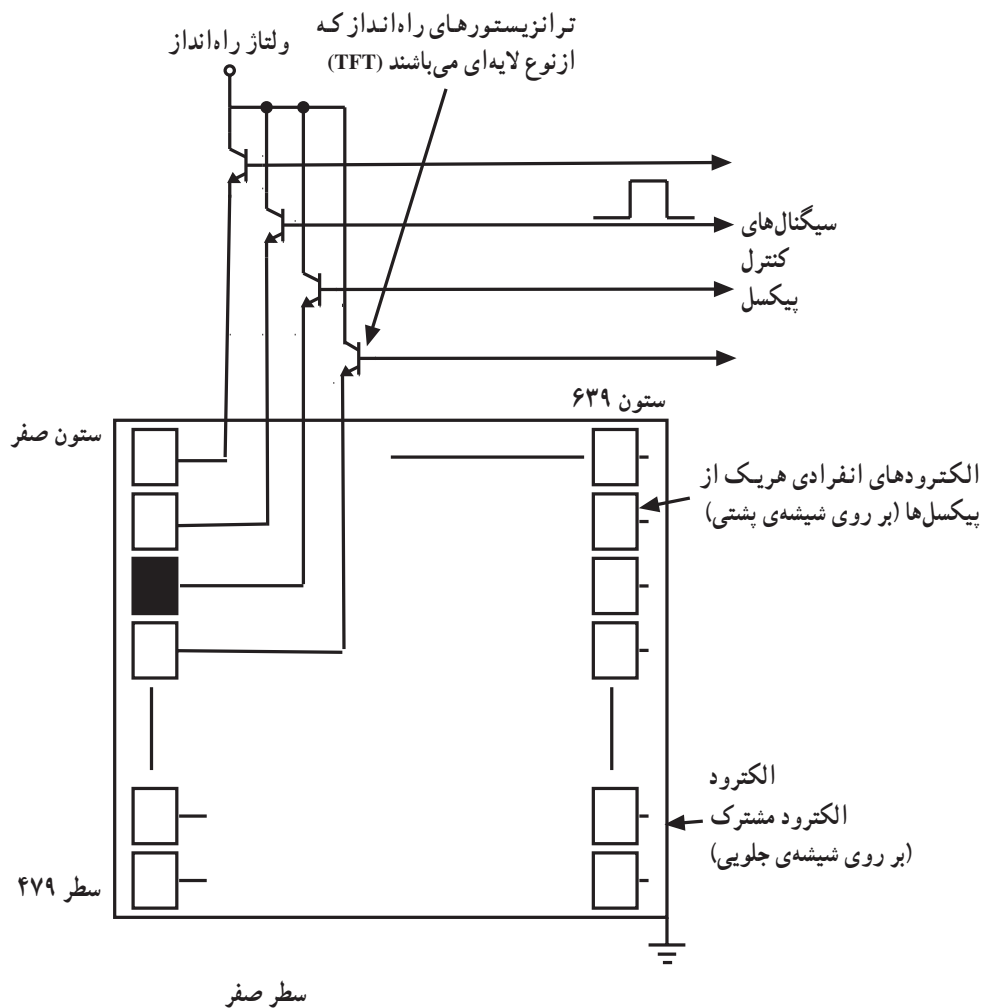 ترانزیستورهای راه‌انداز که
ازنوع لایه‌ای می‌باشند (TFT)
ولتاژ راه‌انداز
سیگنال‌های
کنترل
پیکسل
ستون ۶۳۹
ستون صفر
الکترودهای انفرادی هریک از
پیکسل‌ها (بر روی شیشه‌ی پشتی)
الکترود
الکترود مشترک
(بر روی شیشه‌ی جلویی)
سطر ۴۷۹
سطر صفر